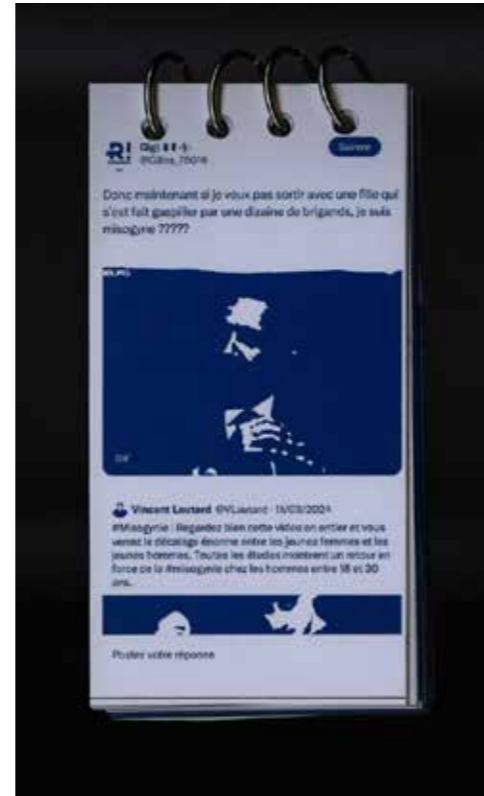 Gigi
Suivre
Donc maintenant si je veux pas sortir avec une fille qui
s'est fait gaspiller par une dizaine de brigands, je suis
misogyne ?????
GIF
Vincent Lautard @VLautard · 13/03/2024
#Misogynie : Regardez bien cette vidéo en entier et vous
verrez le décalage énorme entre les jeunes femmes et les
jeunes hommes. Toutes les études montrent un retour en
force de la #misogynie chez les hommes entre 18 et 30
ans.
Postez votre réponse